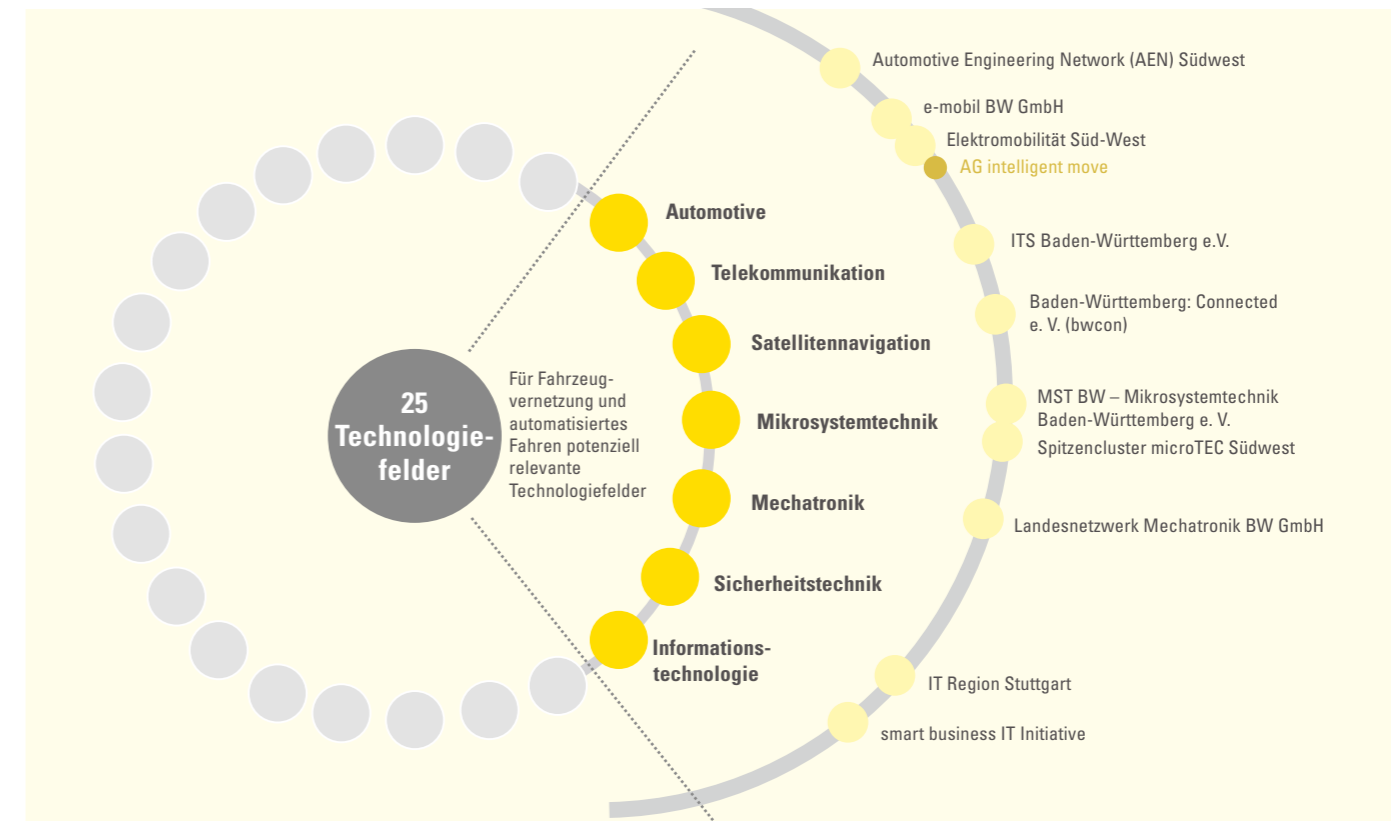 25
Technologie-
felder
Für Fahrzeug-
vernetzung und
automatisiertes
Fahren potenziell
relevante
Technologiefelder
Automotive
Telekommunikation
Satellitennavigation
Mikrosystemtechnik
Mechatronik
Sicherheitstechnik
Informations-
technologie
Automotive Engineering Network (AEN) Südwest
e-mobil BW GmbH
Elektromobilität Süd-West
AG intelligent move
ITS Baden-Württemberg e.V.
Baden-Württemberg: Connected
e. V. (bwcon)
MST BW – Mikrosystemtechnik
Baden-Württemberg e. V.
Spitzencluster microTEC Südwest
Landesnetzwerk Mechatronik BW GmbH
IT Region Stuttgart
smart business IT Initiative